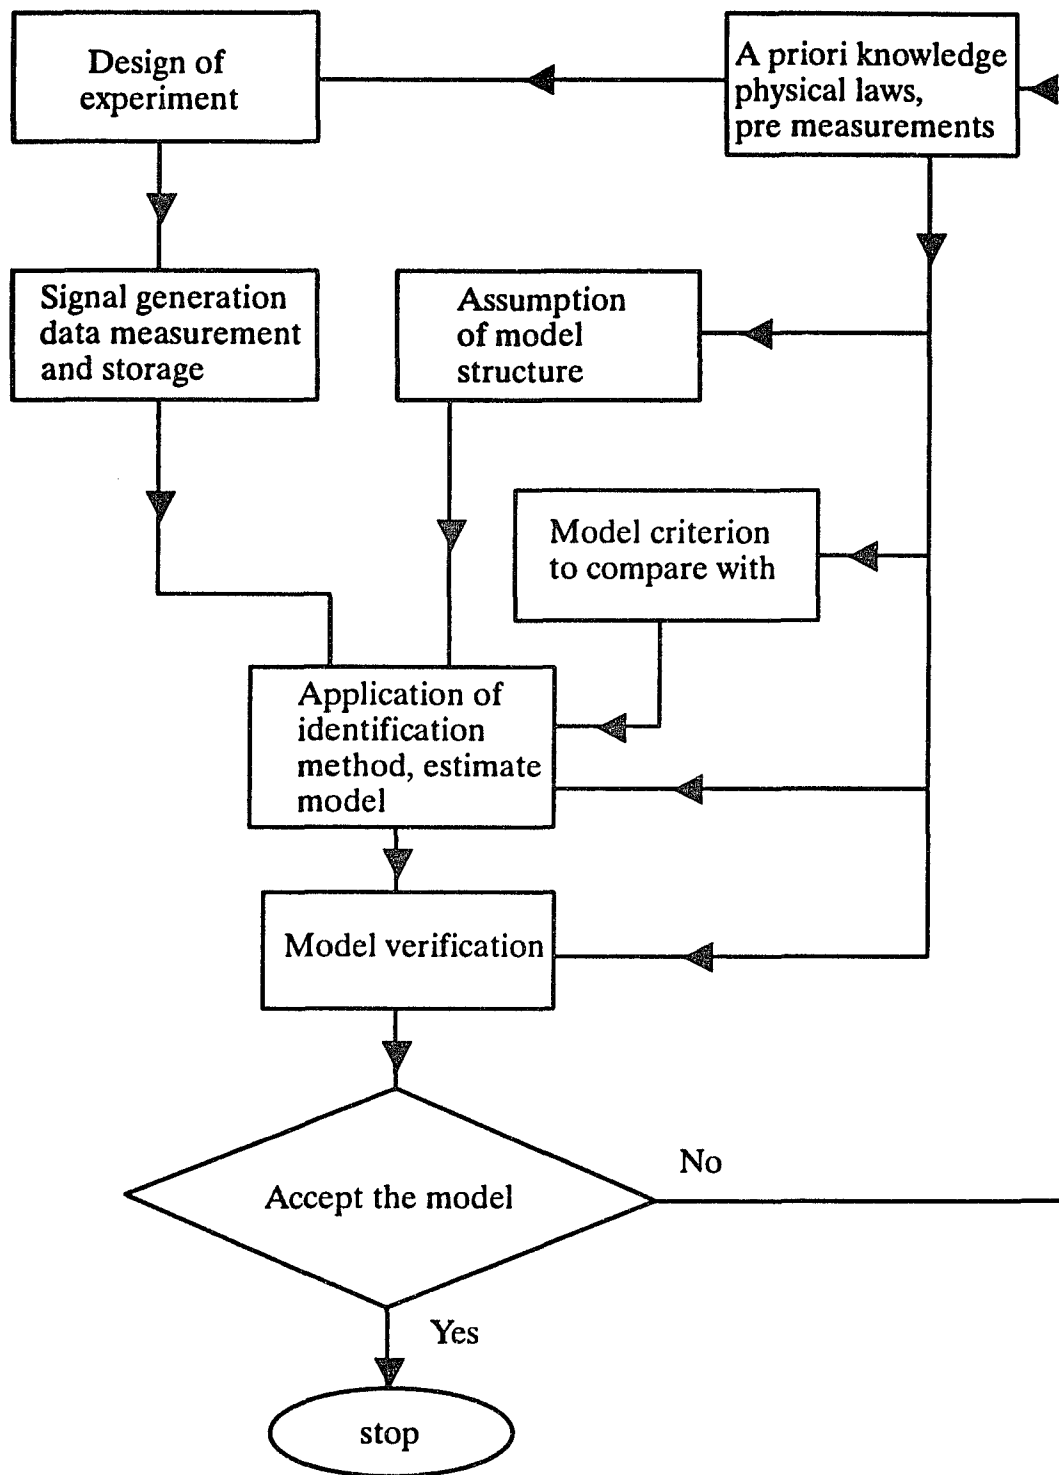 Design of
experiment
A priori knowledge
physical laws,
pre measurements
Signal generation
data measurement
and storage
Assumption
of model
structure
Model criterion
to compare with
Application of
identification
method, estimate
model
Model verification
Accept the model
No
Yes
stop